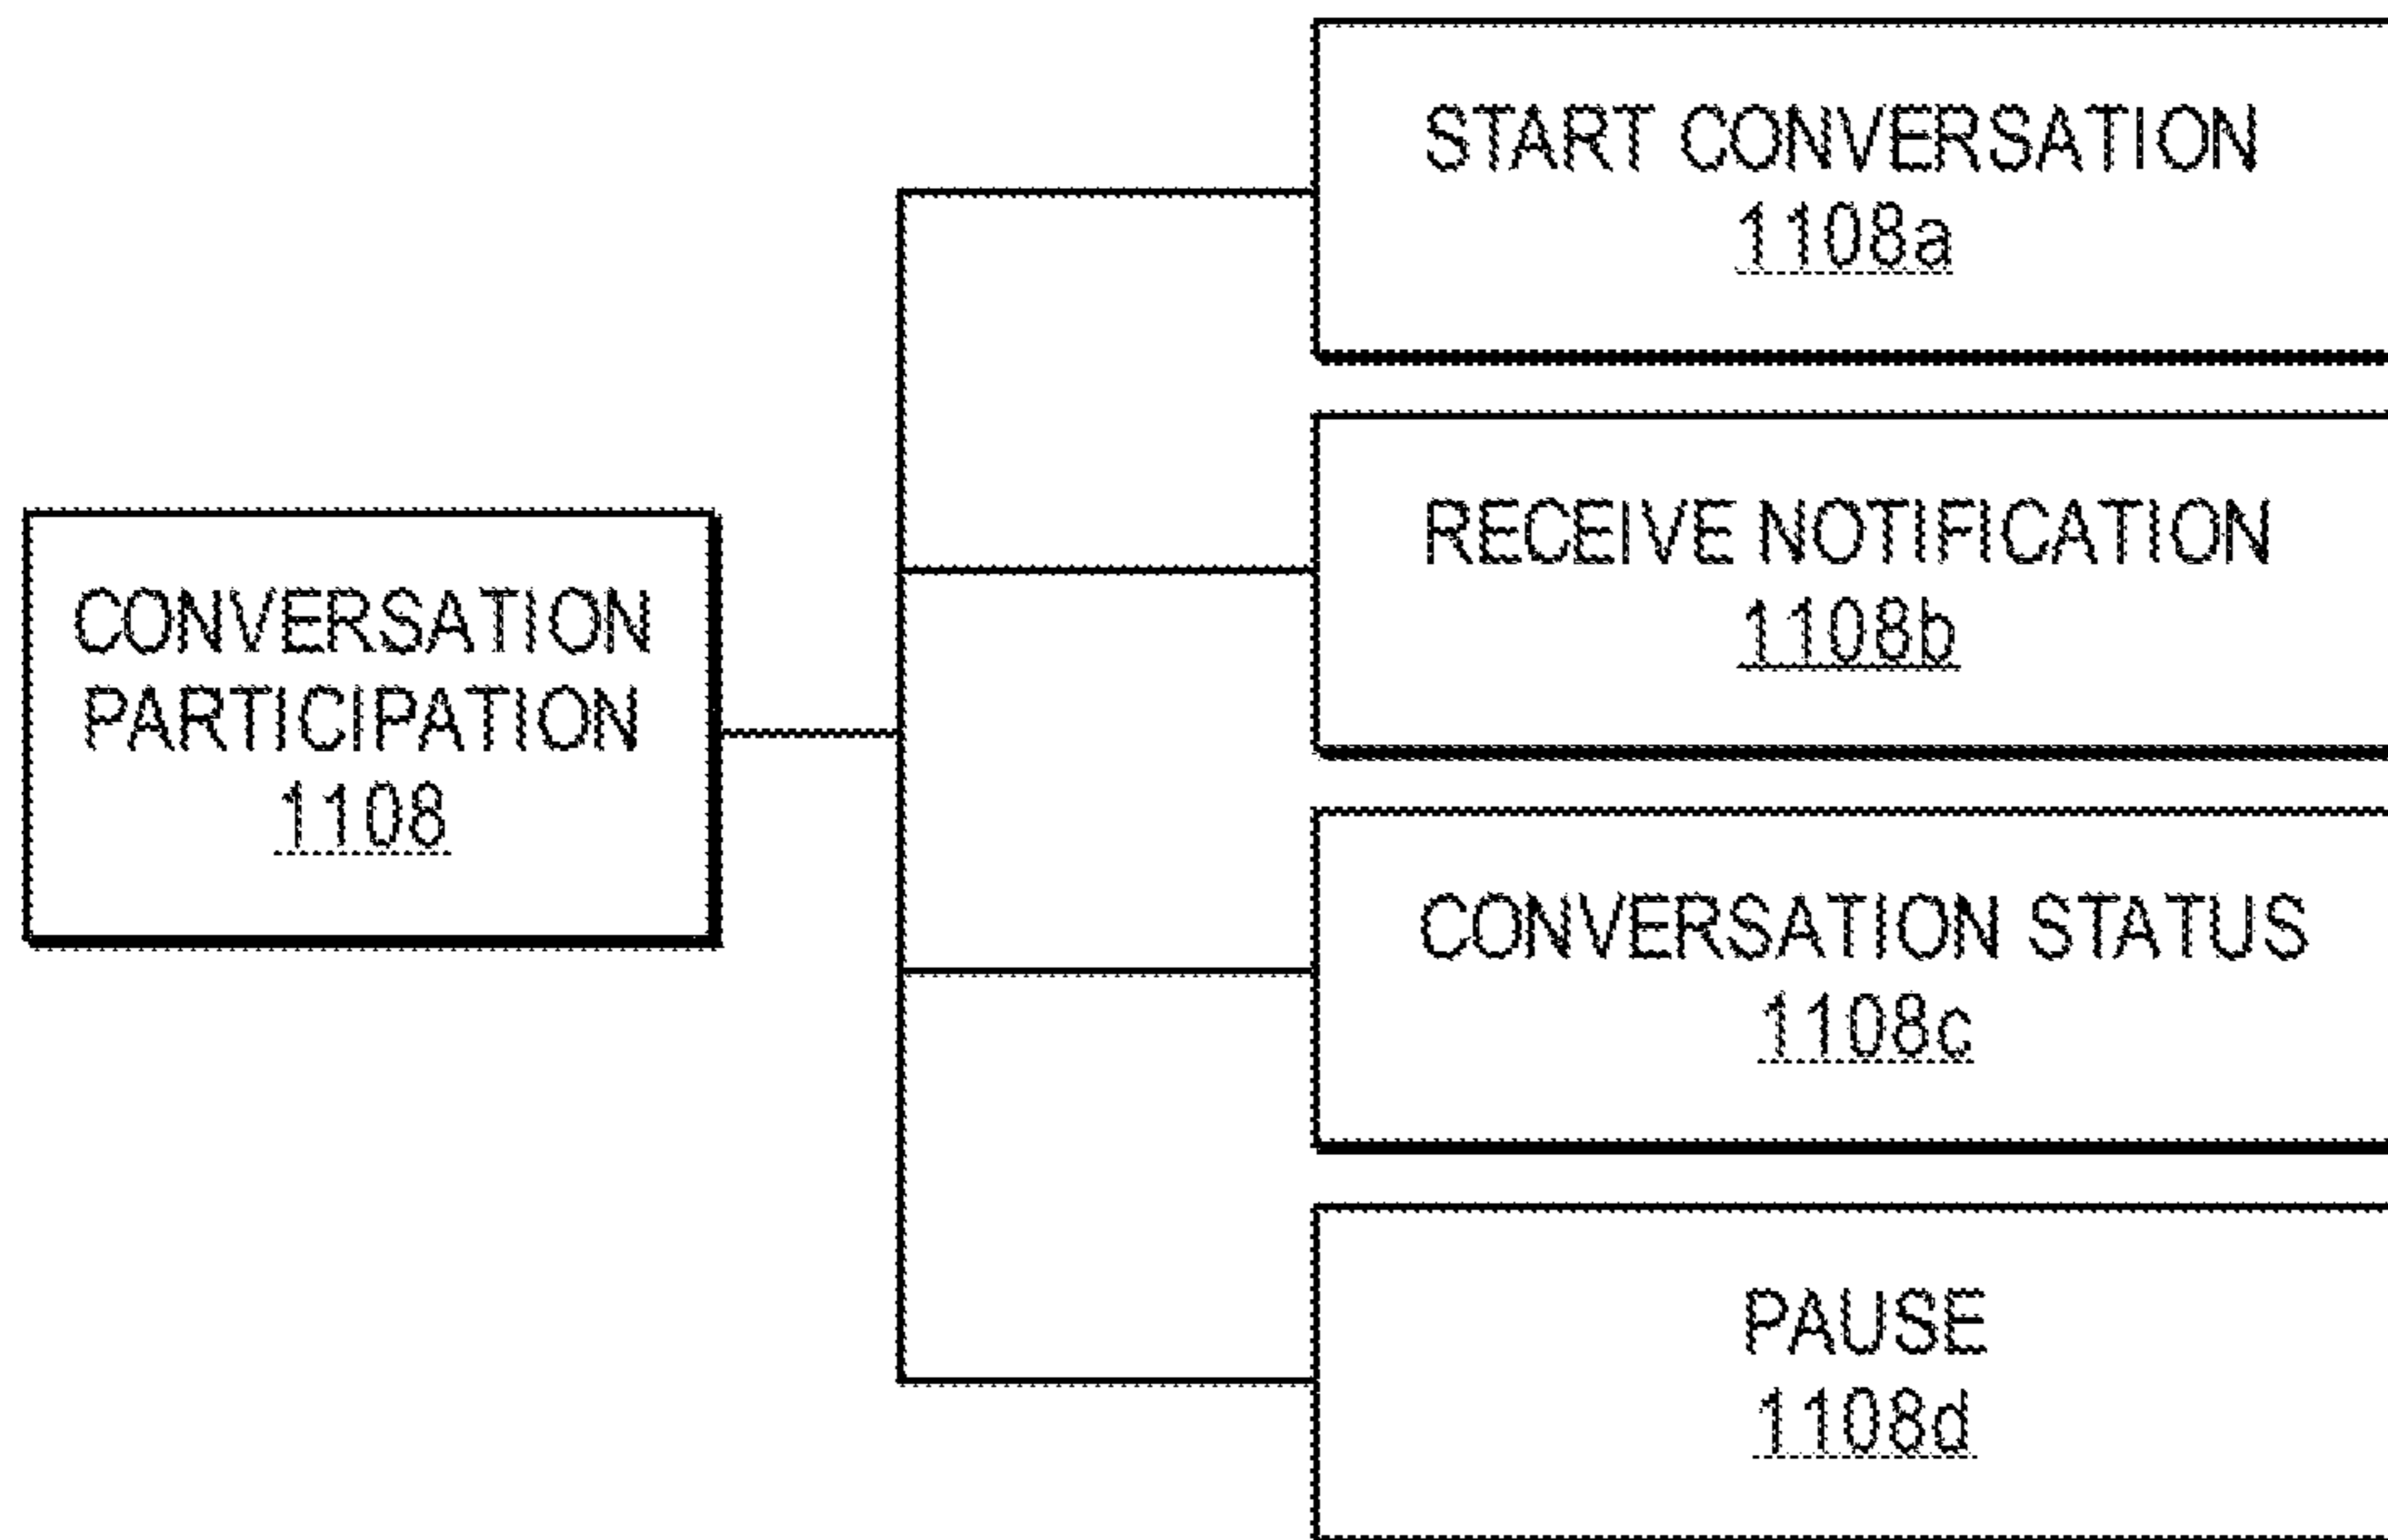 START CONVERSATION
1108a
RECEIVE NOTIFICATION
1108b
CONVERSATION
PARTICIPATION
1108
CONVERSATION STATUS
1108c
PAUSE
1108d